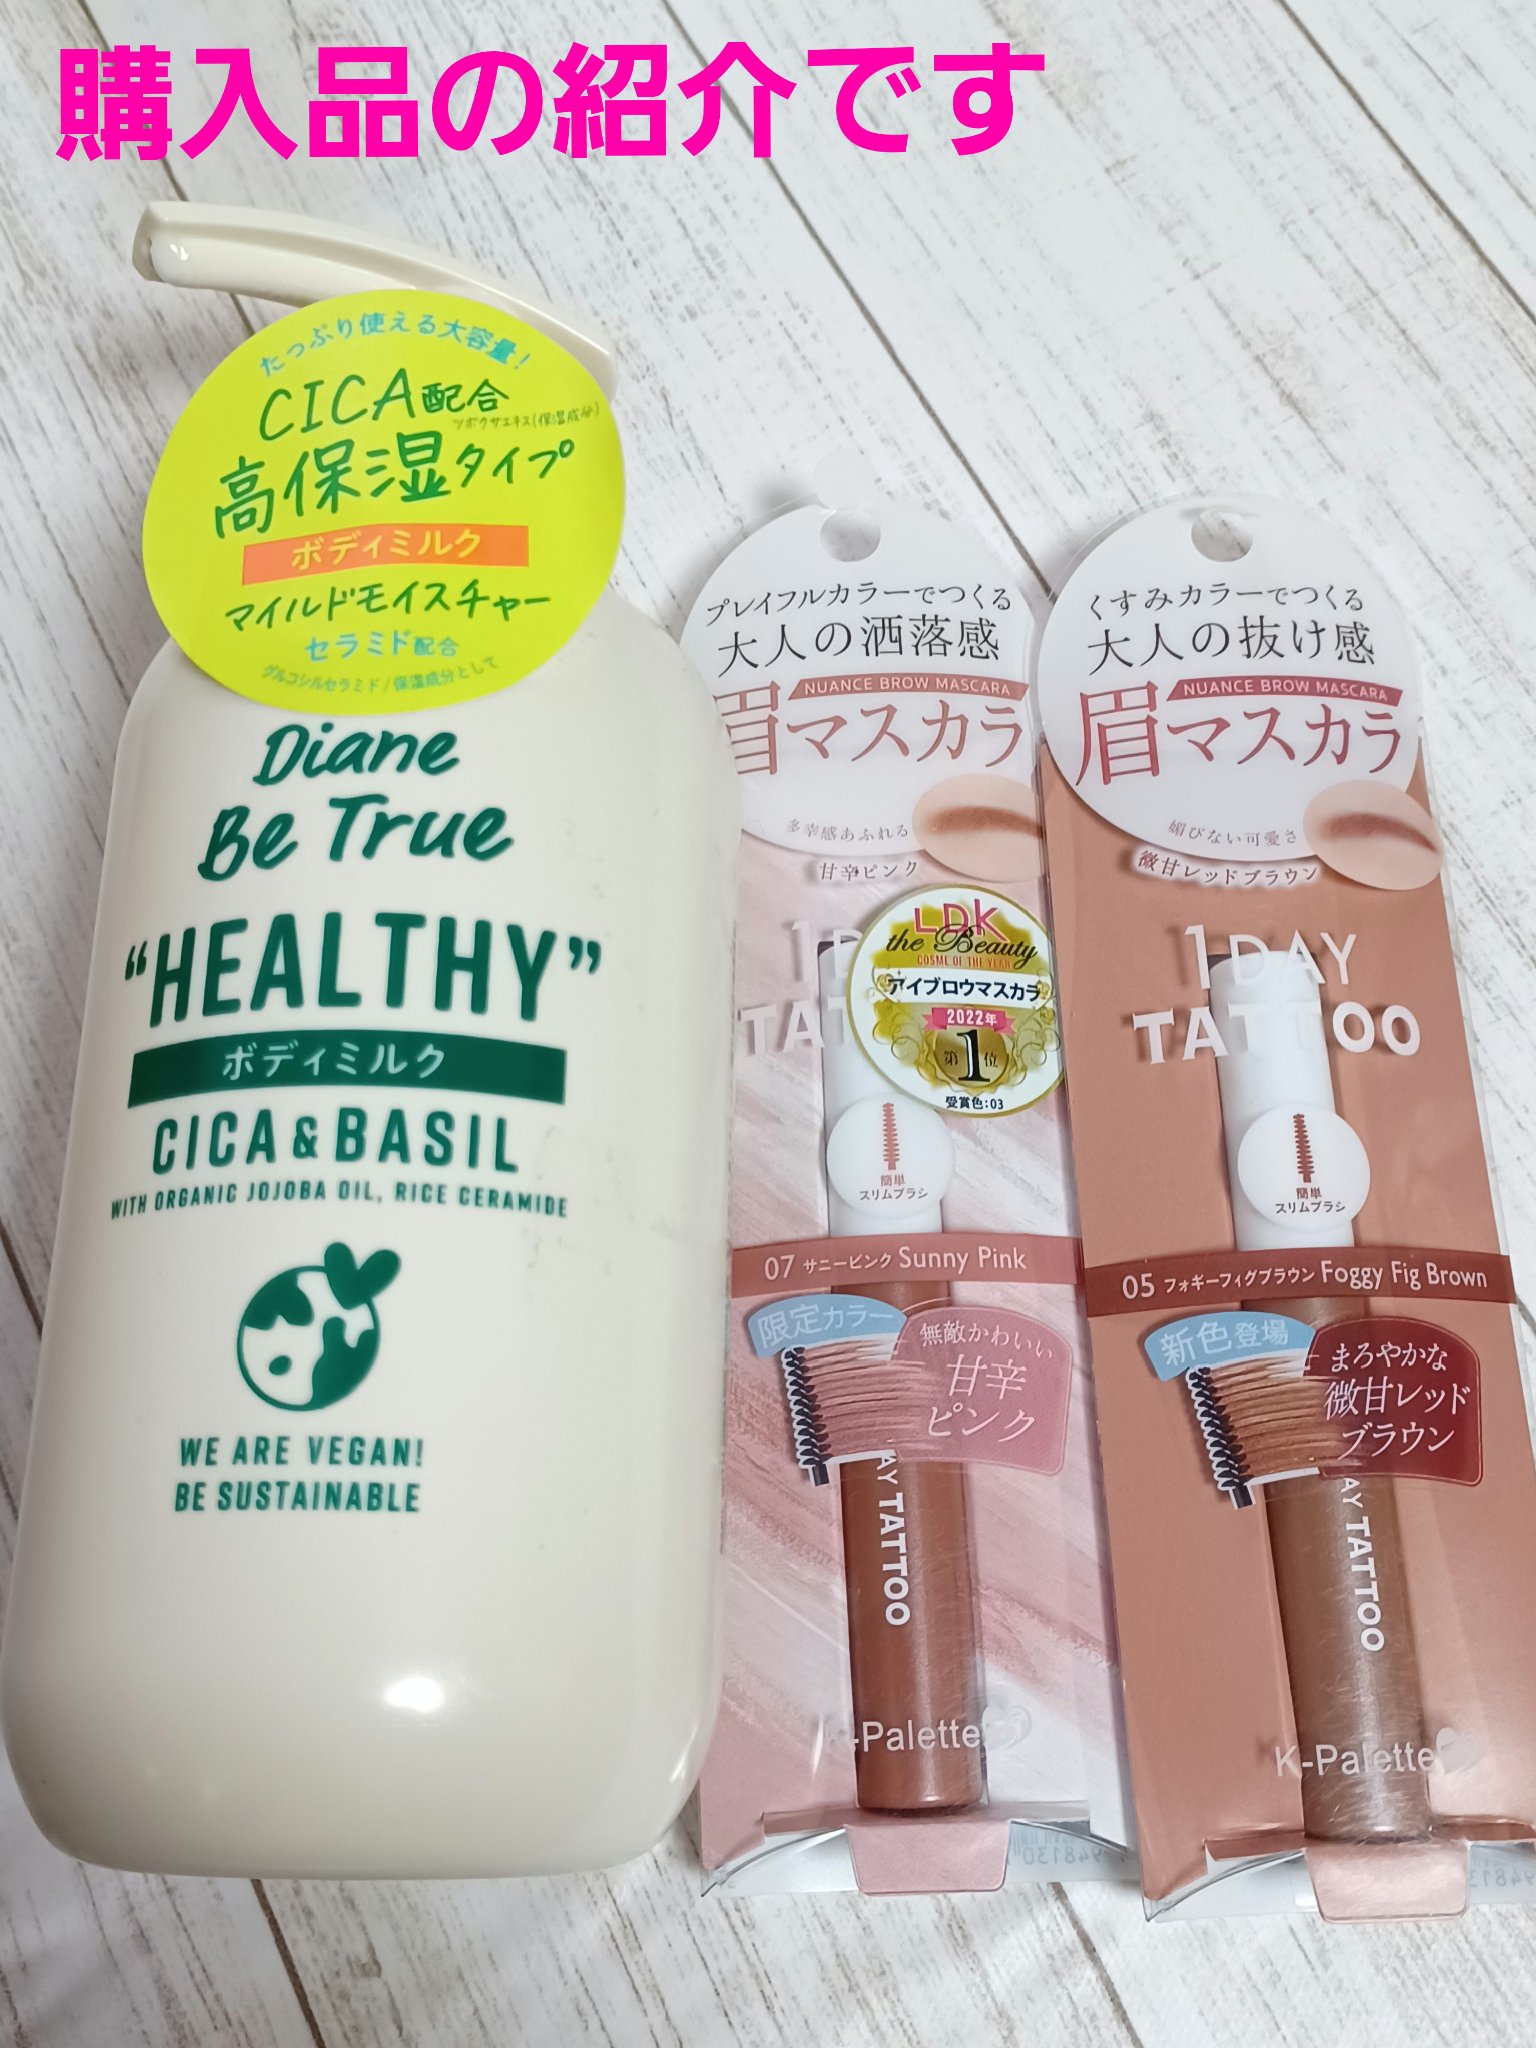 購入品の紹介です
たっぷり使える大容量!
CICA配合
ツボクサエキス(保湿成分)
高保湿タイプ
ボディミルク
マイルドモイスチャー
セラミド配合
グルコシルセラミド/保湿成分として
Diane
Be True
"HEALTHY"
ボディミルク
CICA & BASIL
WITH ORGANIC JOJOBA OIL, RICE CERAMIDE
WE ARE VEGAN!
BE SUSTAINABLE
プレイフルカラーでつくる
大人の洒落感
NUANCE BROW MASCARA
眉マスカラ
多幸感あふれる
甘辛ピンク
LDK
the Beauty
COSME OF THE YEAR
アイブロウマスカラ
2022年
第1位
受賞色:03
簡単
スリムブラシ
07 サニーピンク Sunny Pink
限定カラー
無敵かわいい
甘辛
ピンク
AY TATTOO
K-Palette
くすみカラーでつくる
大人の抜け感
NUANCE BROW MASCARA
眉マスカラ
媚びない可愛さ
微甘レッドブラウン
1DAY
TATTOO
簡単
スリムブラシ
05 フォギーフィグブラウン Foggy Fig Brown
新色登場
まろやかな
微甘レッド
ブラウン
AY TATTOO
K-Palette